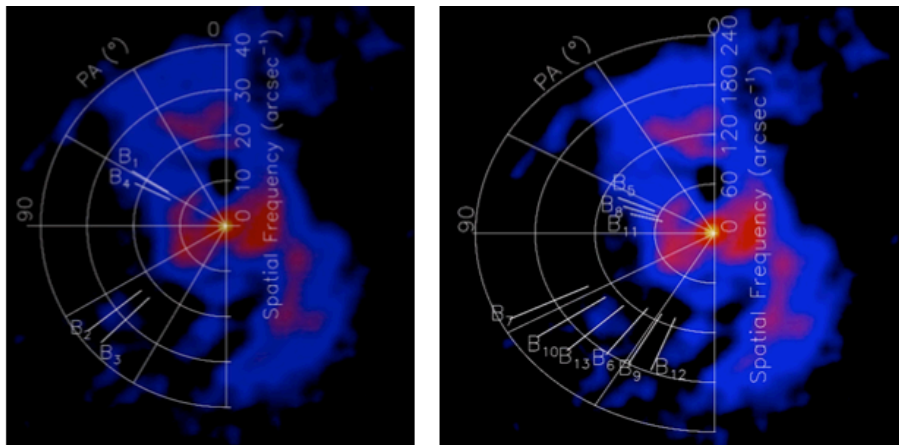 0
PA (°)
40
30
20
10
0
Spatial Frequency (arcsec⁻¹)
90
B₁
B₄
B₂
B₃
0
PA (°)
240
180
120
60
0
Spatial Frequency (arcsec⁻¹)
90
B₅
B₈
B₁₁
B₇
B₁₀
B₁₃
B₆
B₉
B₁₂